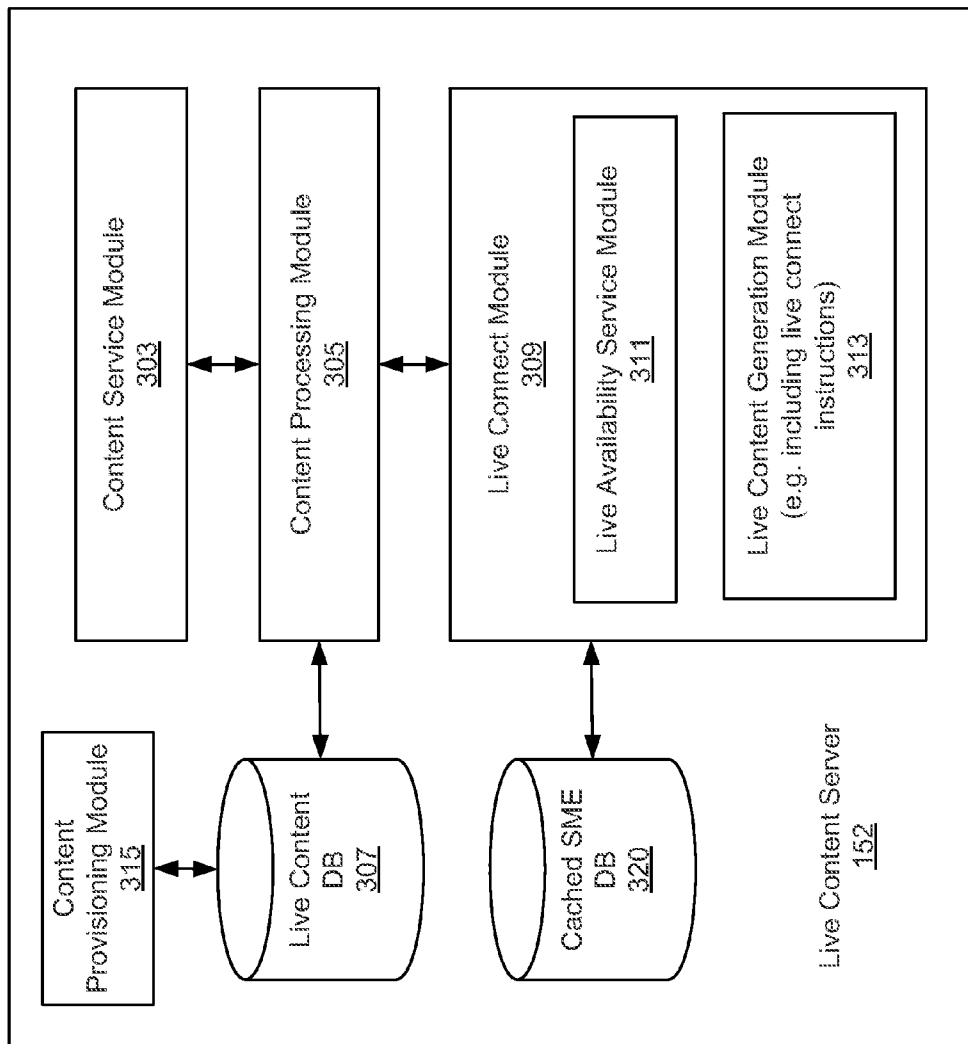 Content
Provisioning Module
315
Content Service Module
303
Live Content
DB
307
Content Processing Module
305
Cached SME
DB
320
Live Connect Module
309
Live Availability Service Module
311
Live Content Generation Module
(e.g. including live connect
instructions)
313
Live Content Server
152